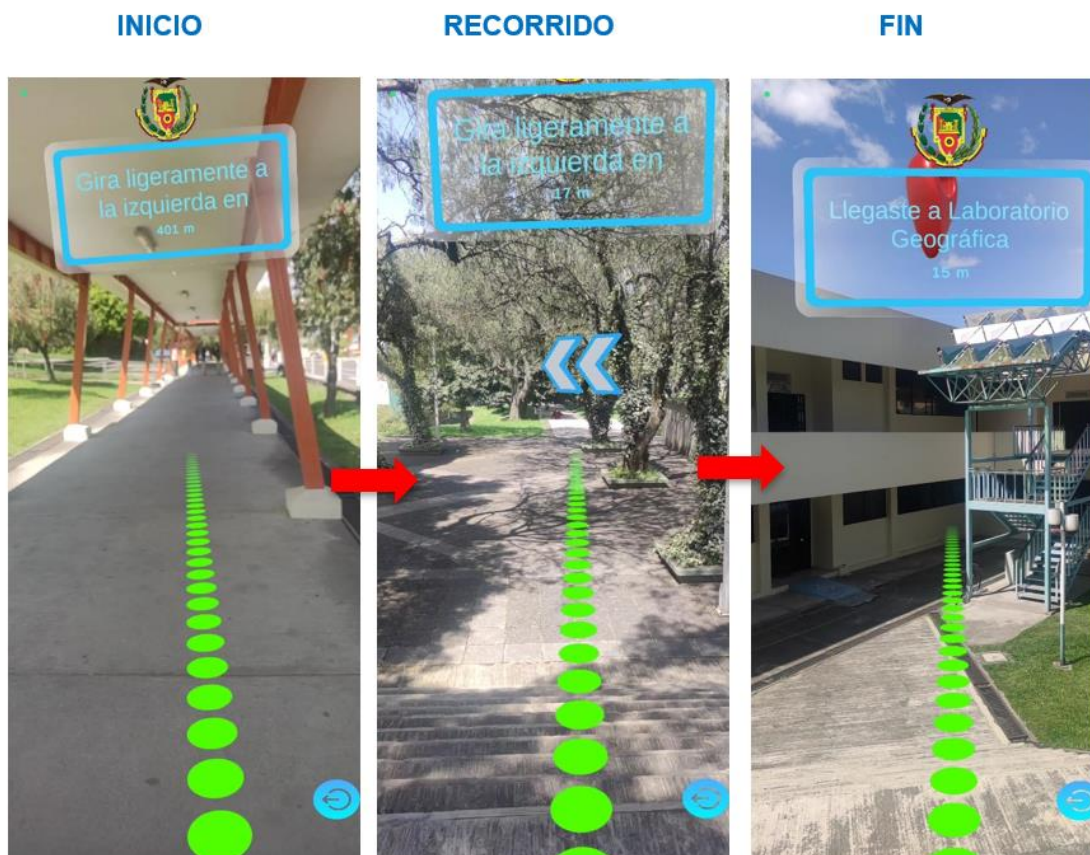 INICIO
RECORRIDO
FIN
Gira ligeramente a
la izquierda en
401 m
Gira ligeramente a
la izquierda en
17 m
Llegaste a Laboratorio
Geográfica
15 m